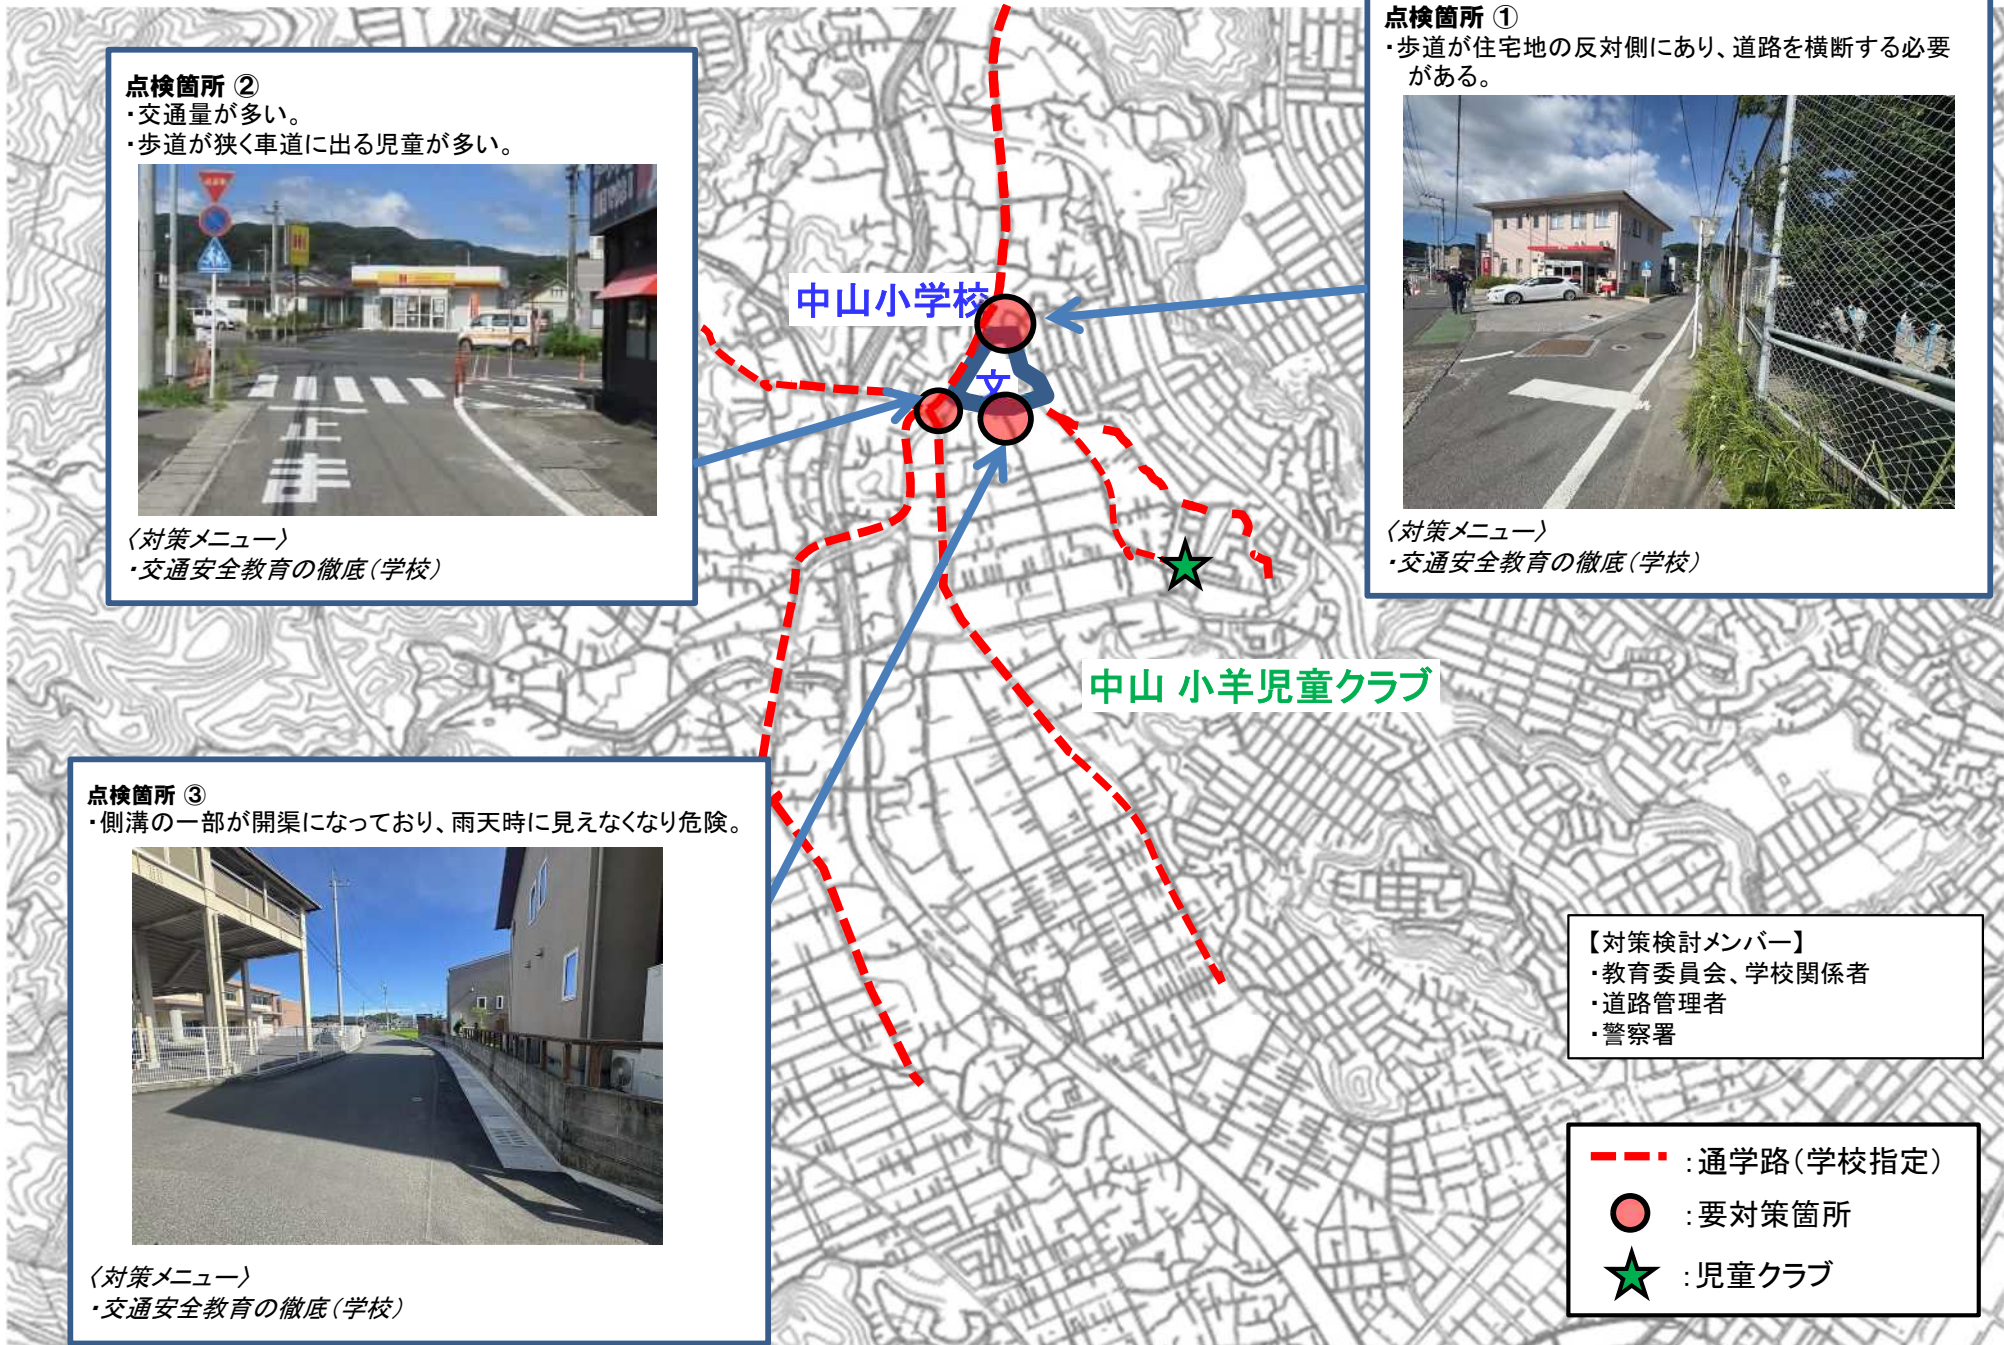 点検箇所 ①
・歩道が住宅地の反対側にあり、道路を横断する必要
がある。
〈対策メニュー〉
・交通安全教育の徹底(学校)
点検箇所 ②
・交通量が多い。
・歩道が狭く車道に出る児童が多い。
止ま
〈対策メニュー〉
・交通安全教育の徹底(学校)
中山小学校
文
中山 小羊児童クラブ
点検箇所 ③
・側溝の一部が開渠になっており、雨天時に見えなくなり危険。
〈対策メニュー〉
・交通安全教育の徹底(学校)
【対策検討メンバー】
・教育委員会、学校関係者
・道路管理者
・警察署
:通学路(学校指定)
:要対策箇所
:児童クラブ